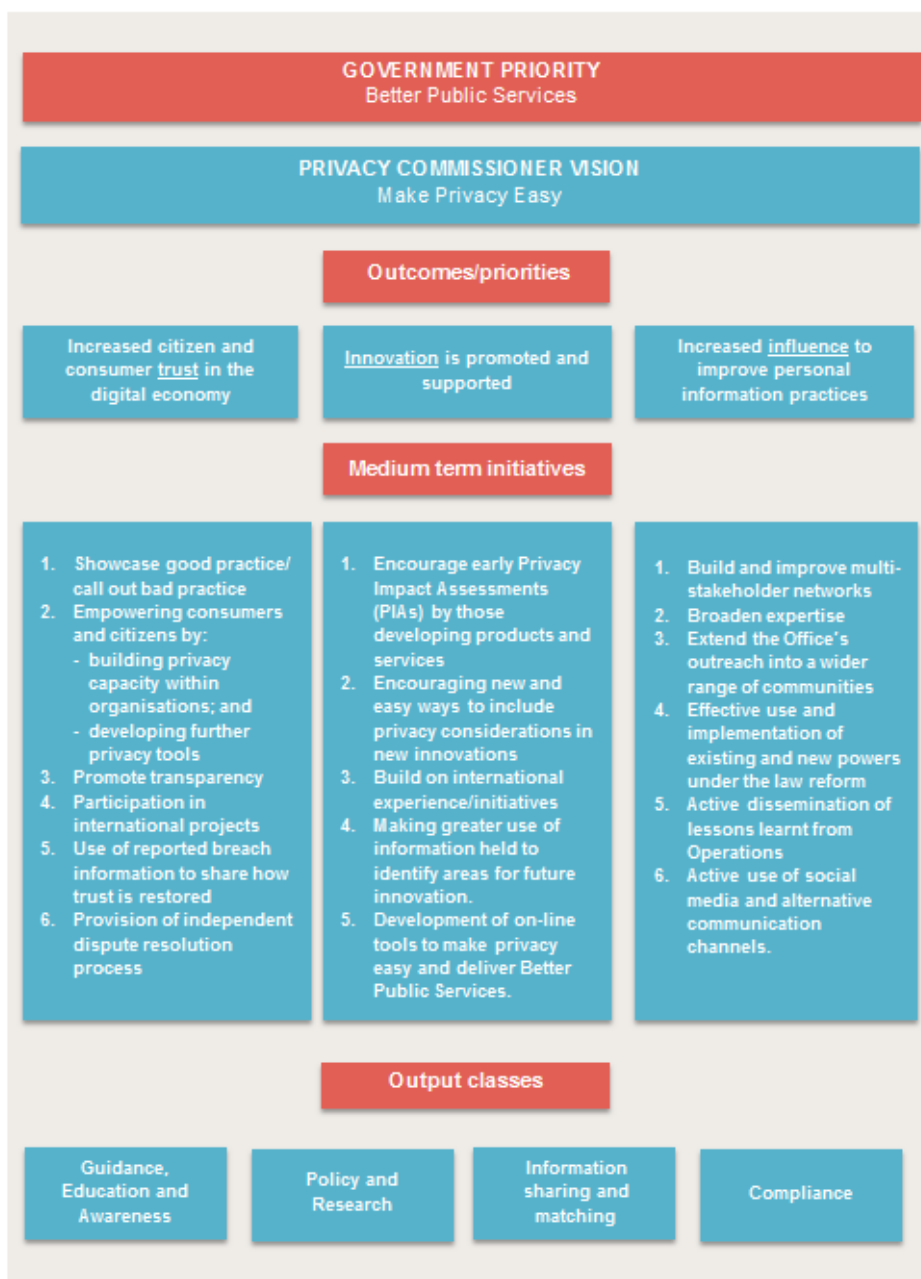 GOVERNMENT PRIORITY
Better Public Services
PRIVACY COMMISSIONER VISION
Make Privacy Easy
Outcomes/priorities
Increased citizen and
consumer trust in the
digital economy
Innovation is promoted and
supported
Increased influence to
improve personal
information practices
Medium term initiatives
1. Showcase good practice/
call out bad practice
2. Empowering consumers
and citizens by:
- building privacy
capacity within
organisations; and
- developing further
privacy tools
3. Promote transparency
4. Participation in
international projects
5. Use of reported breach
information to share how
trust is restored
6. Provision of independent
dispute resolution
process
1. Encourage early Privacy
Impact Assessments
(PIAs) by those
developing products and
services
2. Encouraging new and
easy ways to include
privacy considerations in
new innovations
3. Build on international
experience/initiatives
4. Making greater use of
information held to
identify areas for future
innovation.
5. Development of on-line
tools to make privacy
easy and deliver Better
Public Services.
1. Build and improve multi-
stakeholder networks
2. Broaden expertise
3. Extend the Office's
outreach into a wider
range of communities
4. Effective use and
implementation of
existing and new powers
under the law reform
5. Active dissemination of
lessons learnt from
Operations
6. Active use of social
media and alternative
communication
channels.
Output classes
Guidance,
Education and
Awareness
Policy and
Research
Information
sharing and
matching
Compliance